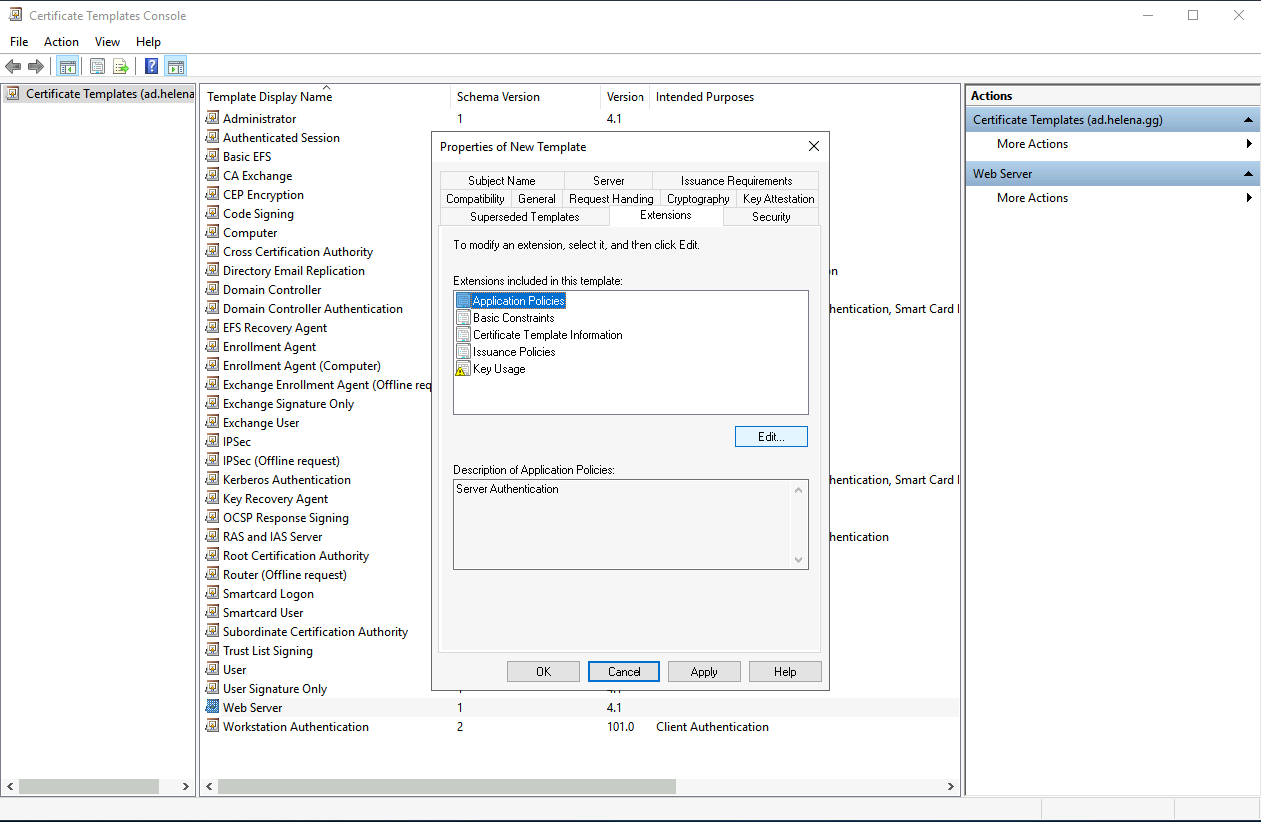 Certificate Templates Console
File Action View Help
Certificate Templates (ad.helena
Template Display Name Schema Version Version Intended Purposes
Administrator 1 4.1
Authenticated Session
Basic EFS
CA Exchange
CEP Encryption
Code Signing
Computer
Cross Certification Authority
Directory Email Replication
Domain Controller
Domain Controller Authentication hentication, Smart Card
EFS Recovery Agent
Enrollment Agent
Enrollment Agent (Computer)
Exchange Enrollment Agent (Offline req
Exchange Signature Only
Exchange User
IPSec
IPSec (Offline request)
Kerberos Authentication hentication, Smart Card
Key Recovery Agent
OCSP Response Signing
RAS and IAS Server hentication
Root Certification Authority
Router (Offline request)
Smartcard Logon
Smartcard User
Subordinate Certification Authority
Trust List Signing
User
User Signature Only
Web Server 1 4.1
Workstation Authentication 2 101.0 Client Authentication
Properties of New Template
Subject Name Server Issuance Requirements
Compatibility General Request Handing Cryptography Key Attestation
Superseded Templates Extensions Security
To modify an extension, select it, and then click Edit.
Extensions included in this template:
Application Policies
Basic Constraints
Certificate Template Information
Issuance Policies
Key Usage
Edit...
Description of Application Policies:
Server Authentication
OK Cancel Apply Help
Actions
Certificate Templates (ad.helena.gg)
More Actions
Web Server
More Actions